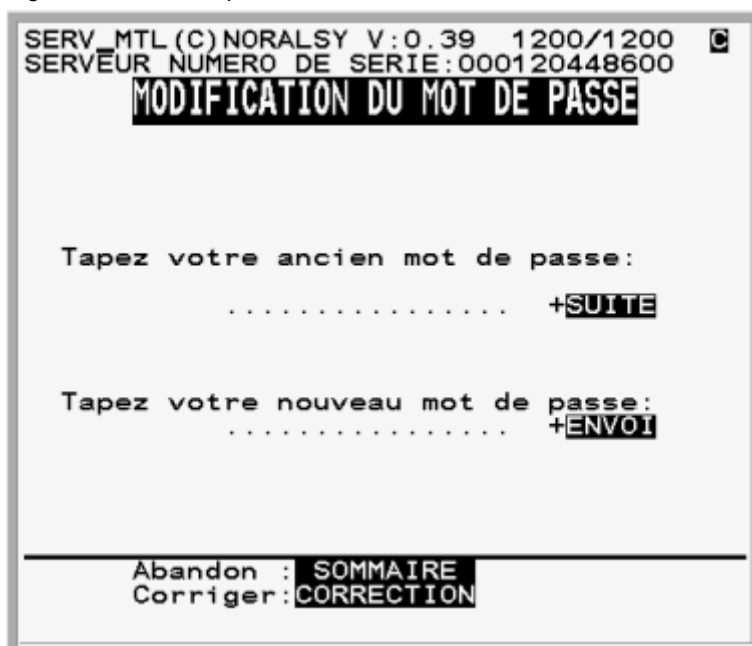 SERV_MTL(C)NORALSY V:0.39 1200/1200 C
SERVEUR NUMERO DE SERIE:000120448600
MODIFICATION DU MOT DE PASSE
Tapez votre ancien mot de passe:
................ +SUITE
Tapez votre nouveau mot de passe:
................ +ENVOI
Abandon : SOMMAIRE
Corriger:CORRECTION